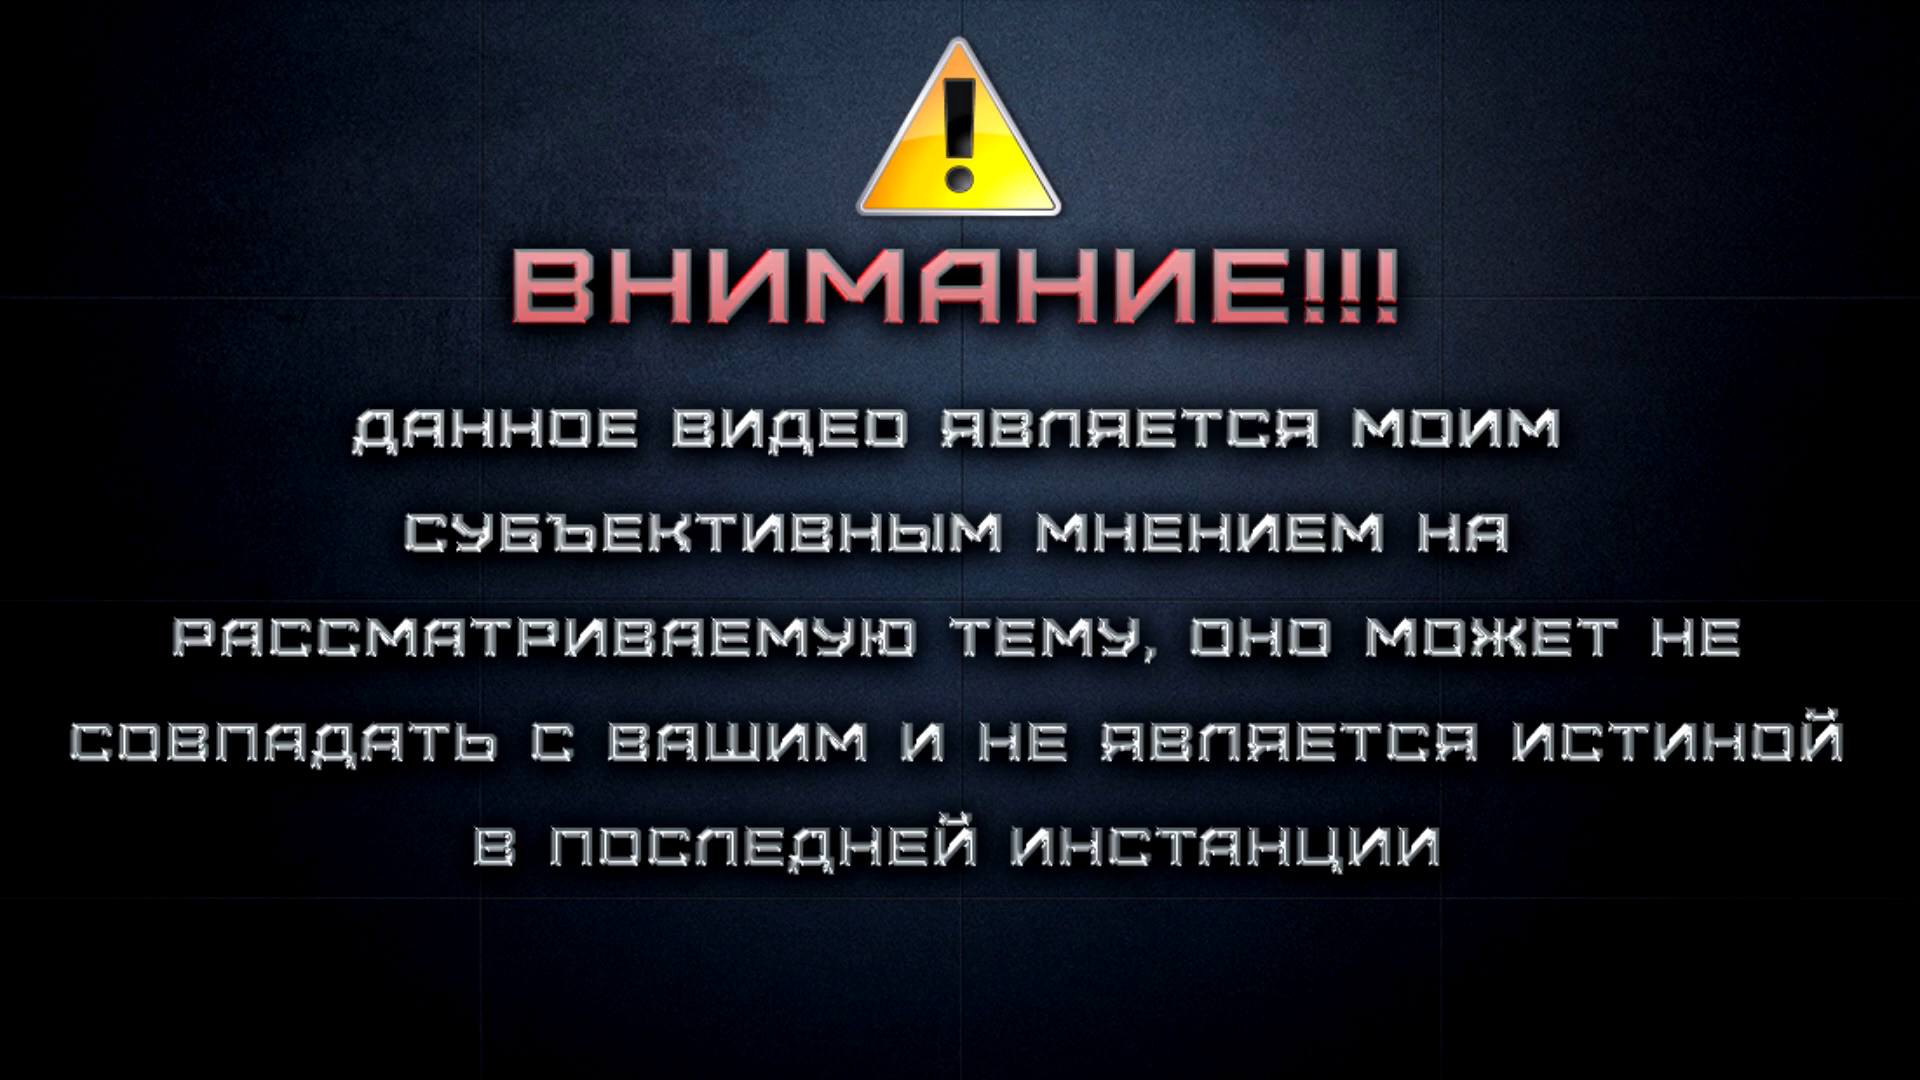 ВНИМАНИЕ!!!
ДАННОЕ ВИДЕО ЯВЛЯЕТСЯ МОИМ
СУБЪЕКТИВНЫМ МНЕНИЕМ НА
РАССМАТРИВАЕМУЮ ТЕМУ, ОНО МОЖЕТ НЕ
СОВПАДАТЬ С ВАШИМ И НЕ ЯВЛЯЕТСЯ ИСТИНОЙ
В ПОСЛЕДНЕЙ ИНСТАНЦИИ